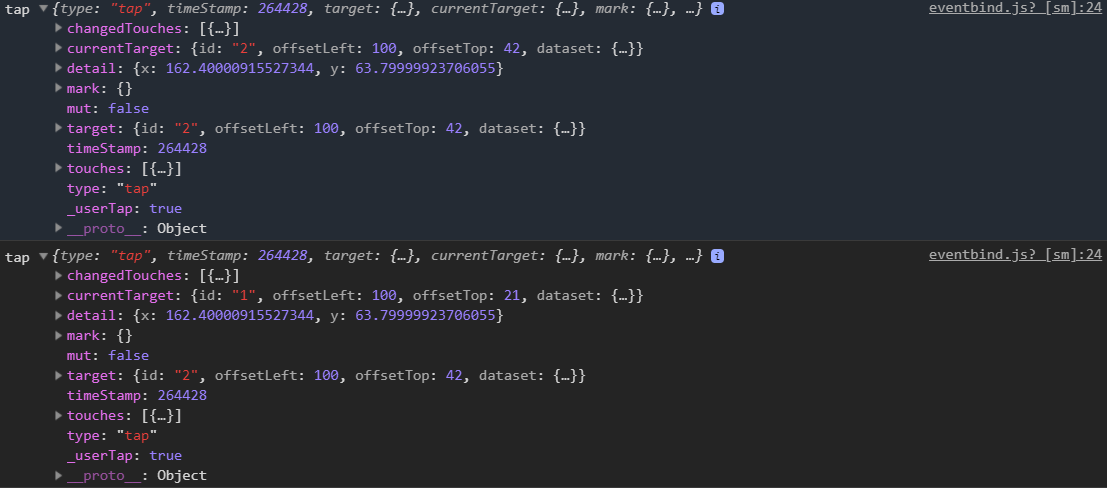 tap ▼{type: "tap", timeStamp: 264428, target: {…}, currentTarget: {…}, mark: {…}, …} i eventbind.js? [sm]:24
▶changedTouches: [{…}]
▶currentTarget: {id: "2", offsetLeft: 100, offsetTop: 42, dataset: {…}}
▶detail: {x: 162.40000915527344, y: 63.79999923706055}
▶mark: {}
mut: false
▶target: {id: "2", offsetLeft: 100, offsetTop: 42, dataset: {…}}
timeStamp: 264428
▶touches: [{…}]
type: "tap"
_userTap: true
▶__proto__: Object
tap ▼{type: "tap", timeStamp: 264428, target: {…}, currentTarget: {…}, mark: {…}, …} i eventbind.js? [sm]:24
▶changedTouches: [{…}]
▶currentTarget: {id: "1", offsetLeft: 100, offsetTop: 21, dataset: {…}}
▶detail: {x: 162.40000915527344, y: 63.79999923706055}
▶mark: {}
mut: false
▶target: {id: "2", offsetLeft: 100, offsetTop: 42, dataset: {…}}
timeStamp: 264428
▶touches: [{…}]
type: "tap"
_userTap: true
▶__proto__: Object